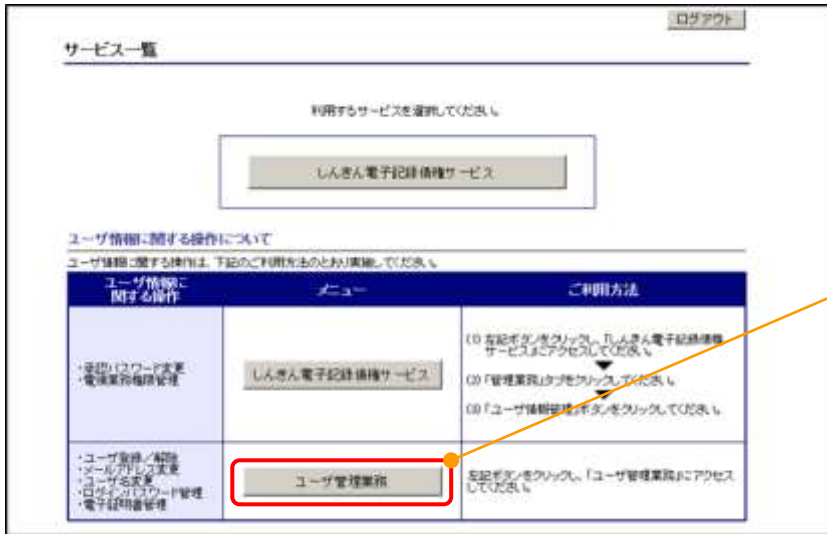 ログアウト
サービス一覧
利用するサービスを選択してください。
しんきん電子記録債権サービス
ユーザ情報に関する操作について
ユーザ情報に関する操作は、下記のご利用方法のとおり実施してください。
ユーザ情報に
関する操作
メニュー
ご利用方法
・承認パスワード変更
・電債業務権限管理
しんきん電子記録債権サービス
(1) 左記ボタンをクリックし、「しんきん電子記録債権
サービス」にアクセスしてください。
(2) 「管理業務」タブをクリックしてください。
(3) 「ユーザ情報管理」ボタンをクリックしてください。
・ユーザ登録／解除
・メールアドレス変更
・ユーザ名変更
・ログインパスワード管理
・電子証明書管理
ユーザ管理業務
左記ボタンをクリックし、「ユーザ管理業務」にアクセス
してください。